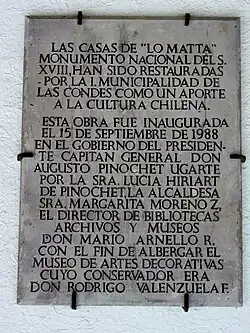 LAS CASAS DE "LO MATTA"
MONUMENTO NACIONAL DEL S.
XVIII, HAN SIDO RESTAURADAS
POR LA I. MUNICIPALIDAD DE
LAS CONDES COMO UN APORTE
A LA CULTURA CHILENA.
ESTA OBRA FUE INAUGURADA
EL 15 DE SEPTIEMBRE DE 1988
EN EL GOBIERNO DEL PRESIDEN-
TE CAPITAN GENERAL DON
AUGUSTO PINOCHET UGARTE
POR LA SRA. LUCIA HIRIART
DE PINOCHET, LA ALCALDESA
SRA. MARGARITA MORENO Z,
EL DIRECTOR DE BIBLIOTECAS
ARCHIVOS Y MUSEOS
DON MARIO ARNELLO R.
CON EL FIN DE ALBERGAR EL
MUSEO DE ARTES DECORATIVAS
CUYO CONSERVADOR ERA
DON RODRIGO VALENZUELA F.